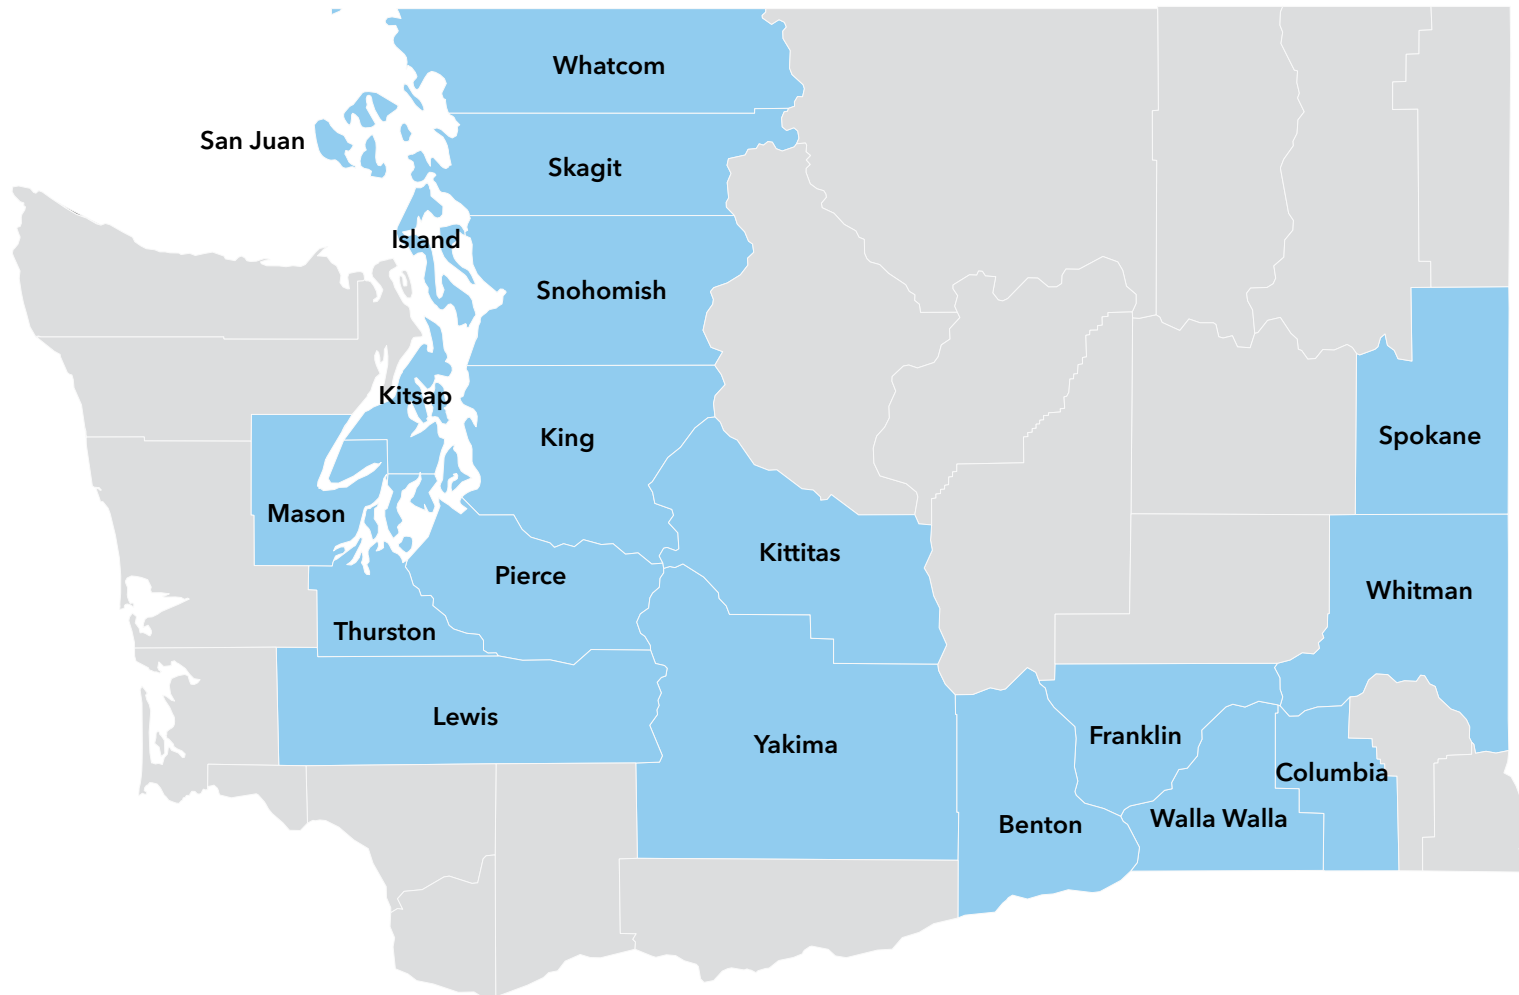 Whatcom
San Juan
Skagit
Island
Snohomish
Kitsap
King
Spokane
Mason
Kittitas
Pierce
Whitman
Thurston
Lewis
Franklin
Yakima
Columbia
Walla Walla
Benton